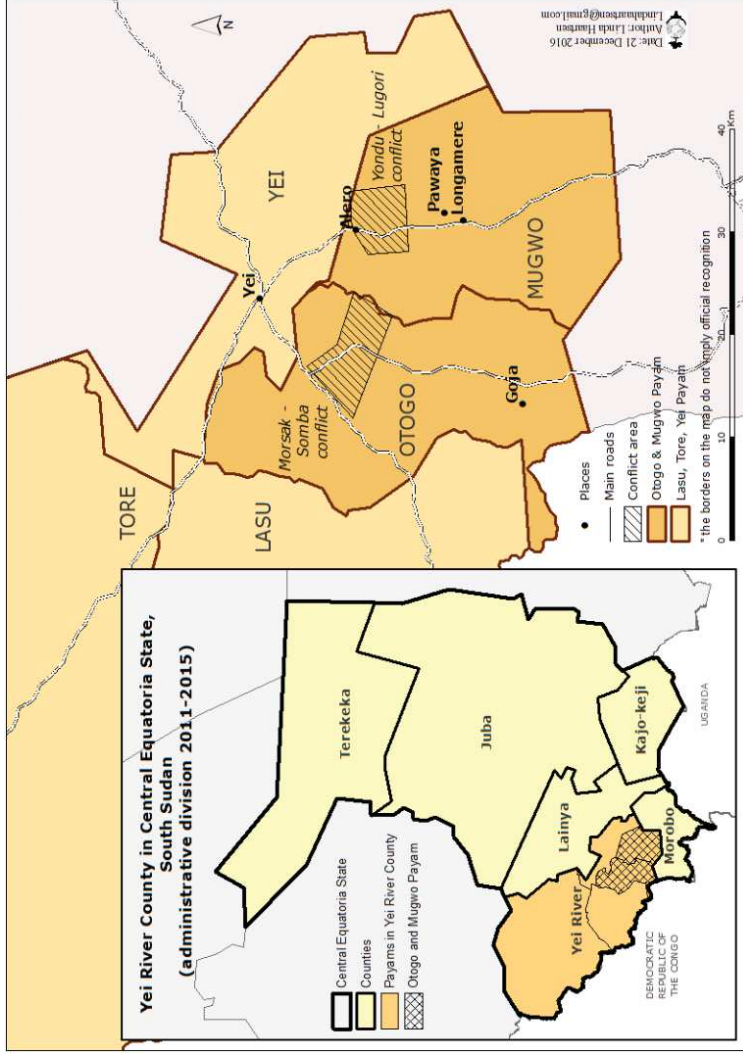 Yei River County in Central Equatoria State,
South Sudan
(administrative division 2011-2015)
Central Equatoria State
Counties
Payams in Yei River County
Otogo and Mugwo Payam
Terekeka
Juba
Lainya
Yei River
Kajo-keji
Morobo
DEMOCRATIC
REPUBLIC OF
THE CONGO
UGANDA
TORE
LASU
YEI
Yei
Morsak -
Somba
conflict
OTOGO
Goja
Yondu - Lugori
conflict
Alero
Pawaya
Longamere
MUGWO
Places
Main roads
Conflict area
Otogo & Mugwo Payam
Lasu, Tore, Yei Payam
* the borders on the map do not imply official recognition
0 10 20 30 40
Km
N
Date: 21 December 2016
Author: Linda Haartsen
Lindahaartsen@gmail.com